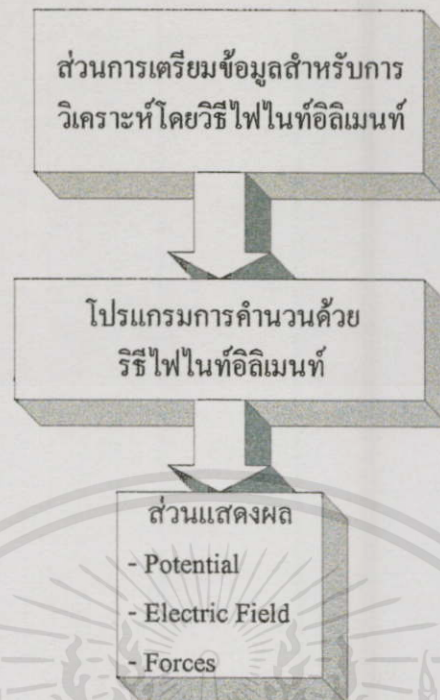 ส่วนการเตรียมข้อมูลสำหรับการ
วิเคราะห์โดยวิธีไฟไนท์อิลิเมนท์
โปรแกรมการคำนวนด้วย
ริธีไฟไนท์อิลิเมนท์
ส่วนแสดงผล
- Potential
- Electric Field
- Forces